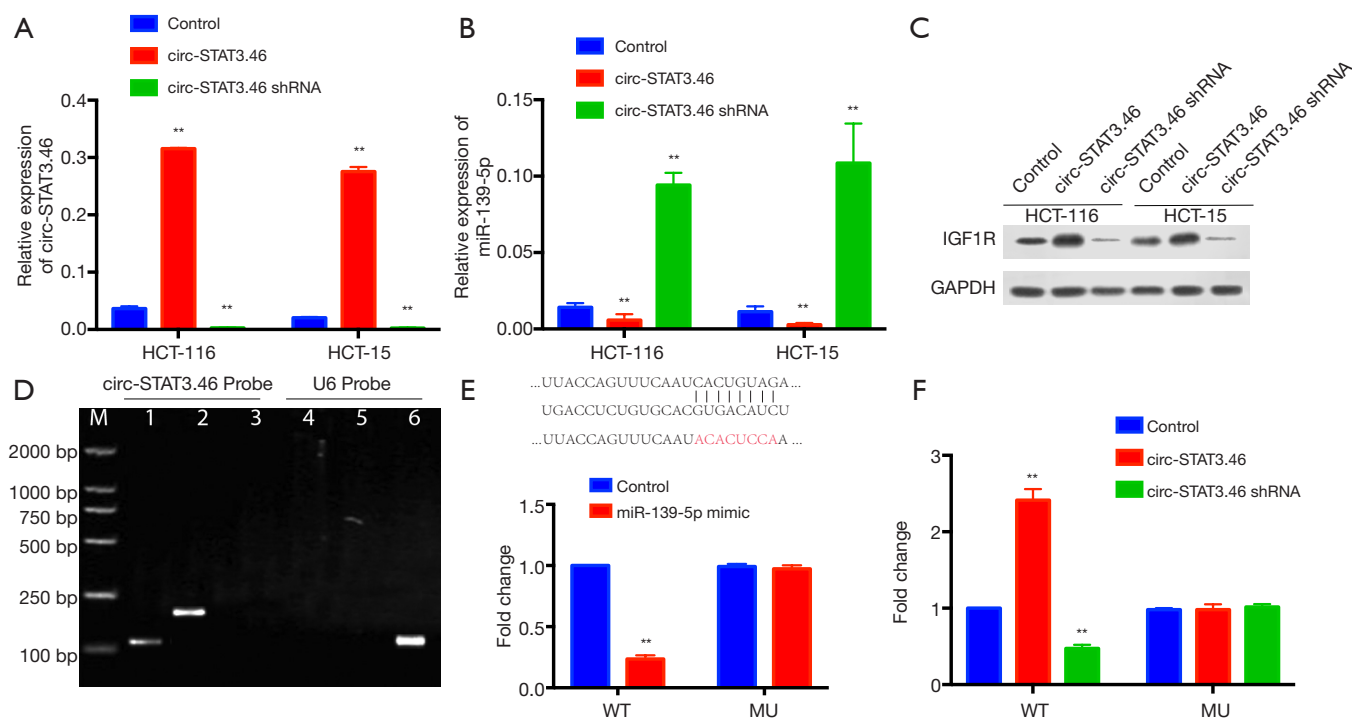 A
Control
circ-STAT3.46
circ-STAT3.46 shRNA
Relative expression
of circ-STAT3.46
0.4
0.3
0.2
0.1
0.0
**
**
**
**
HCT-116
HCT-15
B
Control
circ-STAT3.46
circ-STAT3.46 shRNA
Relative expression of
miR-139-5p
0.15
0.10
0.05
0.00
**
**
**
**
HCT-116
HCT-15
C
Control
circ-STAT3.46
circ-STAT3.46 shRNA
Control
circ-STAT3.46
circ-STAT3.46 shRNA
HCT-116
HCT-15
IGF1R
GAPDH
D
circ-STAT3.46 Probe
U6 Probe
M 1 2 3 4 5 6
2000 bp
1000 bp
750 bp
500 bp
250 bp
100 bp
E
...UUACCAGUUUCAAUCACUGUAGA ...
UGACCUCUGUGCACGUGACAUCU
...UUACCAGUUUCAAUACACUCCAA ...
Control
miR-139-5p mimic
Fold change
1.5
1.0
0.5
0.0
**
WT
MU
F
Control
circ-STAT3.46
circ-STAT3.46 shRNA
Fold change
3
2
1
0
**
**
WT
MU